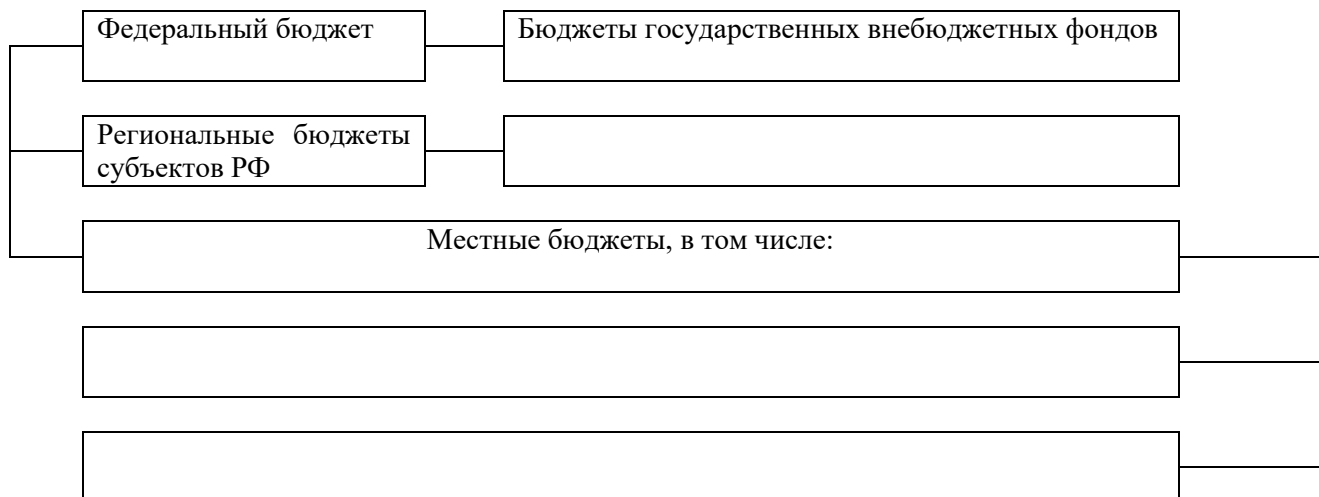 Федеральный бюджет
Бюджеты государственных внебюджетных фондов
Региональные бюджеты
субъектов РФ
Местные бюджеты, в том числе: